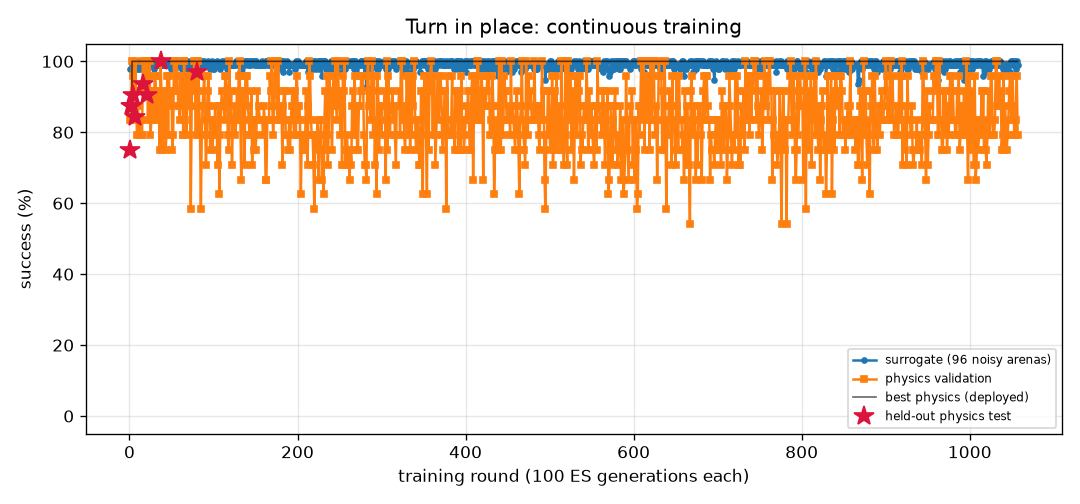 Turn in place: continuous training
success (%)
100
80
60
40
20
0
surrogate (96 noisy arenas)
physics validation
best physics (deployed)
held-out physics test
0 200 400 600 800 1000
training round (100 ES generations each)